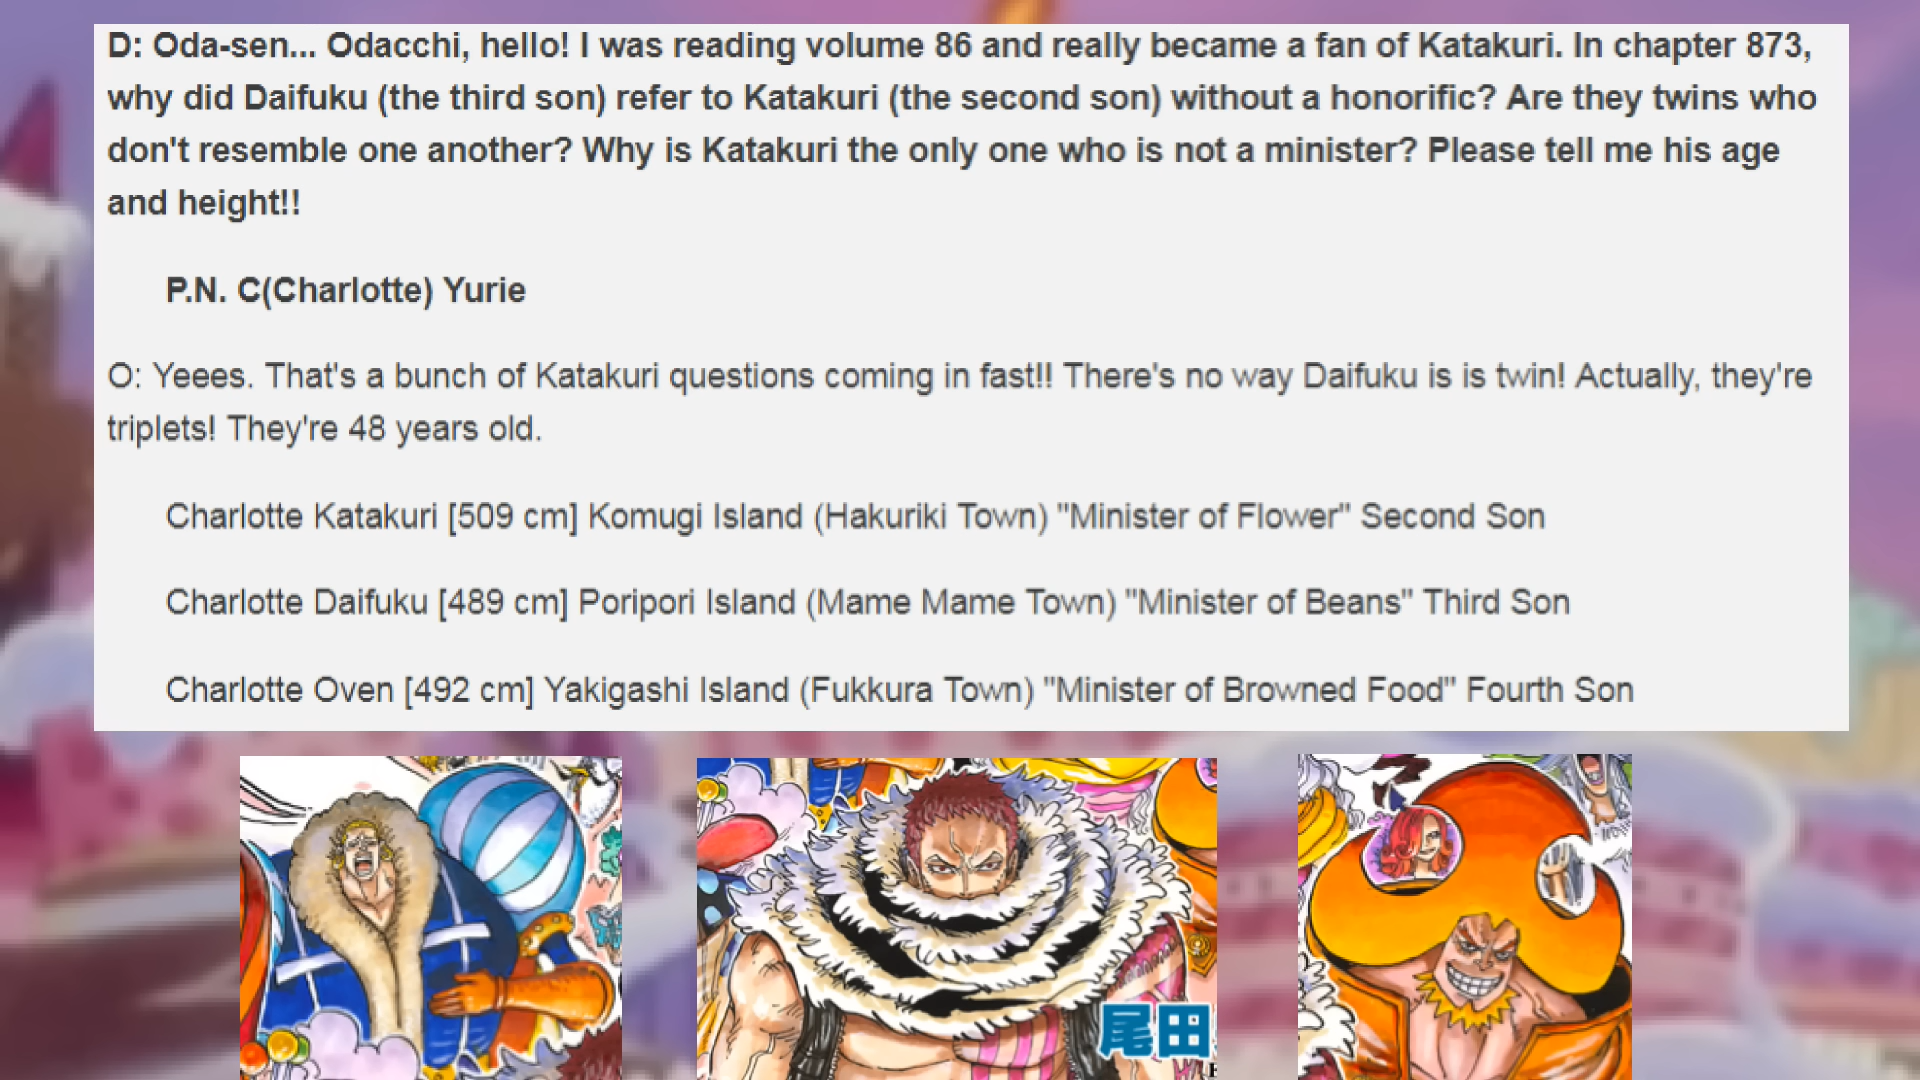 D: Oda-sen... Odacchi, hello! I was reading volume 86 and really became a fan of Katakuri. In chapter 873,
why did Daifuku (the third son) refer to Katakuri (the second son) without a honorific? Are they twins who
don't resemble one another? Why is Katakuri the only one who is not a minister? Please tell me his age
and height!!
P.N. C(Charlotte) Yurie
O: Yeees. That's a bunch of Katakuri questions coming in fast!! There's no way Daifuku is is twin! Actually, they're
triplets! They're 48 years old.
Charlotte Katakuri [509 cm] Komugi Island (Hakuriki Town) "Minister of Flower" Second Son
Charlotte Daifuku [489 cm] Poripori Island (Mame Mame Town) "Minister of Beans" Third Son
Charlotte Oven [492 cm] Yakigashi Island (Fukkura Town) "Minister of Browned Food" Fourth Son
尾田